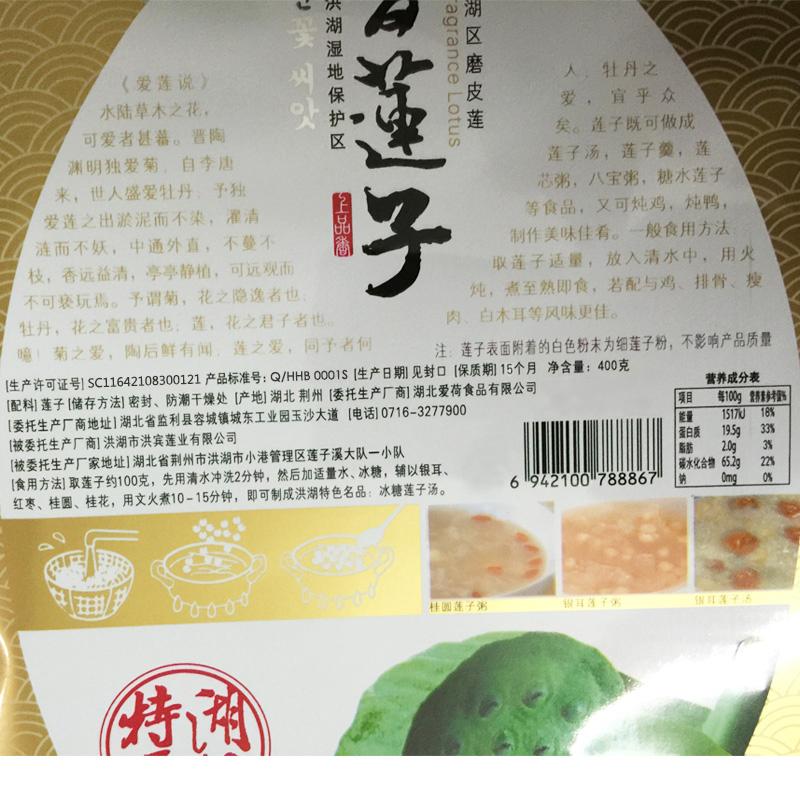 湖区磨皮莲
ragrance Lotus
蓮子
上品香
洪湖湿地保护区
꽃 씨앗
《爱莲说》
水陆草木之花，
可爱者甚蕃。晋陶
渊明独爱菊。自李唐
来，世人盛爱牡丹；予独
爱莲之出淤泥而不染，濯清
涟而不妖，中通外直，不蔓不
枝，香远益清，亭亭静植，可远观而
不可亵玩焉。予谓菊，花之隐逸者也；
牡丹，花之富贵者也；莲，花之君子者也。
噫！菊之爱，陶后鲜有闻；莲之爱，同予者何
人；牡丹之
爱，宜乎众
矣。莲子既可做成
莲子汤，莲子羹，莲
芯粥，八宝粥，糖水莲子
等食品，又可炖鸡，炖鸭，
制作美味佳肴。一般食用方法：
取莲子适量，放入清水中，用火
炖，煮至熟即食，若配与鸡、排骨、瘦
肉、白木耳等风味更佳。
注：莲子表面附着的白色粉末为细莲子粉，不影响产品质量
[生产许可证号] SC11642108300121 产品标准号：Q/HHB 0001S [生产日期] 见封口 [保质期] 15个月 净含量：400克
[配料] 莲子 [储存方法] 密封、防潮干燥处 [产地] 湖北 荆州 [委托生产厂商] 湖北爱荷食品有限公司
[委托生产厂商地址] 湖北省监利县容城镇城东工业园玉沙大道 [电话] 0716-3277900
[被委托生产厂商] 洪湖市洪宾莲业有限公司
[被委托生产厂家地址] 湖北省荆州市洪湖市小港管理区莲子溪大队一小队
[食用方法] 取莲子约100克，先用清水冲洗2分钟，然后加适量水、冰糖，辅以银耳、
红枣、桂圆、桂花，用文火煮10-15分钟，即可制成洪湖特色名品：冰糖莲子汤。
6 942100 788867
营养成分表
项目 每100g 营养素参考值%
能量 1517kJ 18%
蛋白质 19.5g 33%
脂肪 2.0g 3%
碳水化合物 65.2g 22%
钠 0mg 0%
桂圆莲子粥
银耳莲子粥
银耳莲子汤
特湖